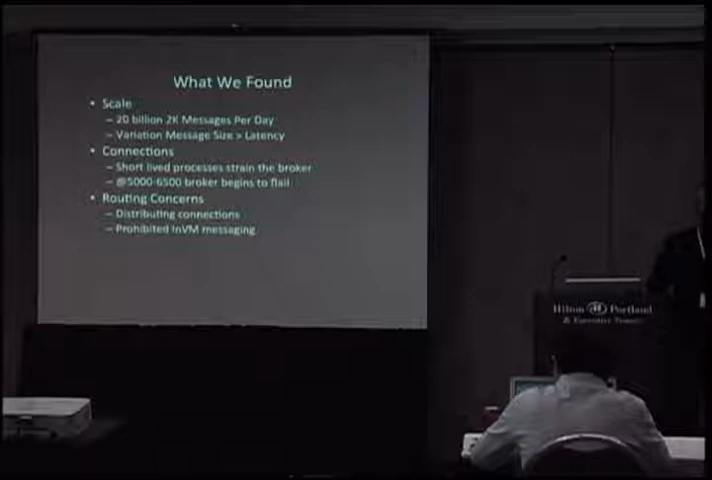 What We Found
• Scale
– 20 billion 2K Messages Per Day
– Variation Message Size > Latency
• Connections
– Short lived processes strain the broker
– @5000-6500 broker begins to flail
• Routing Concerns
– Distributing connections
– Prohibited InVM messaging
Hilton Portland
& Executive Tower